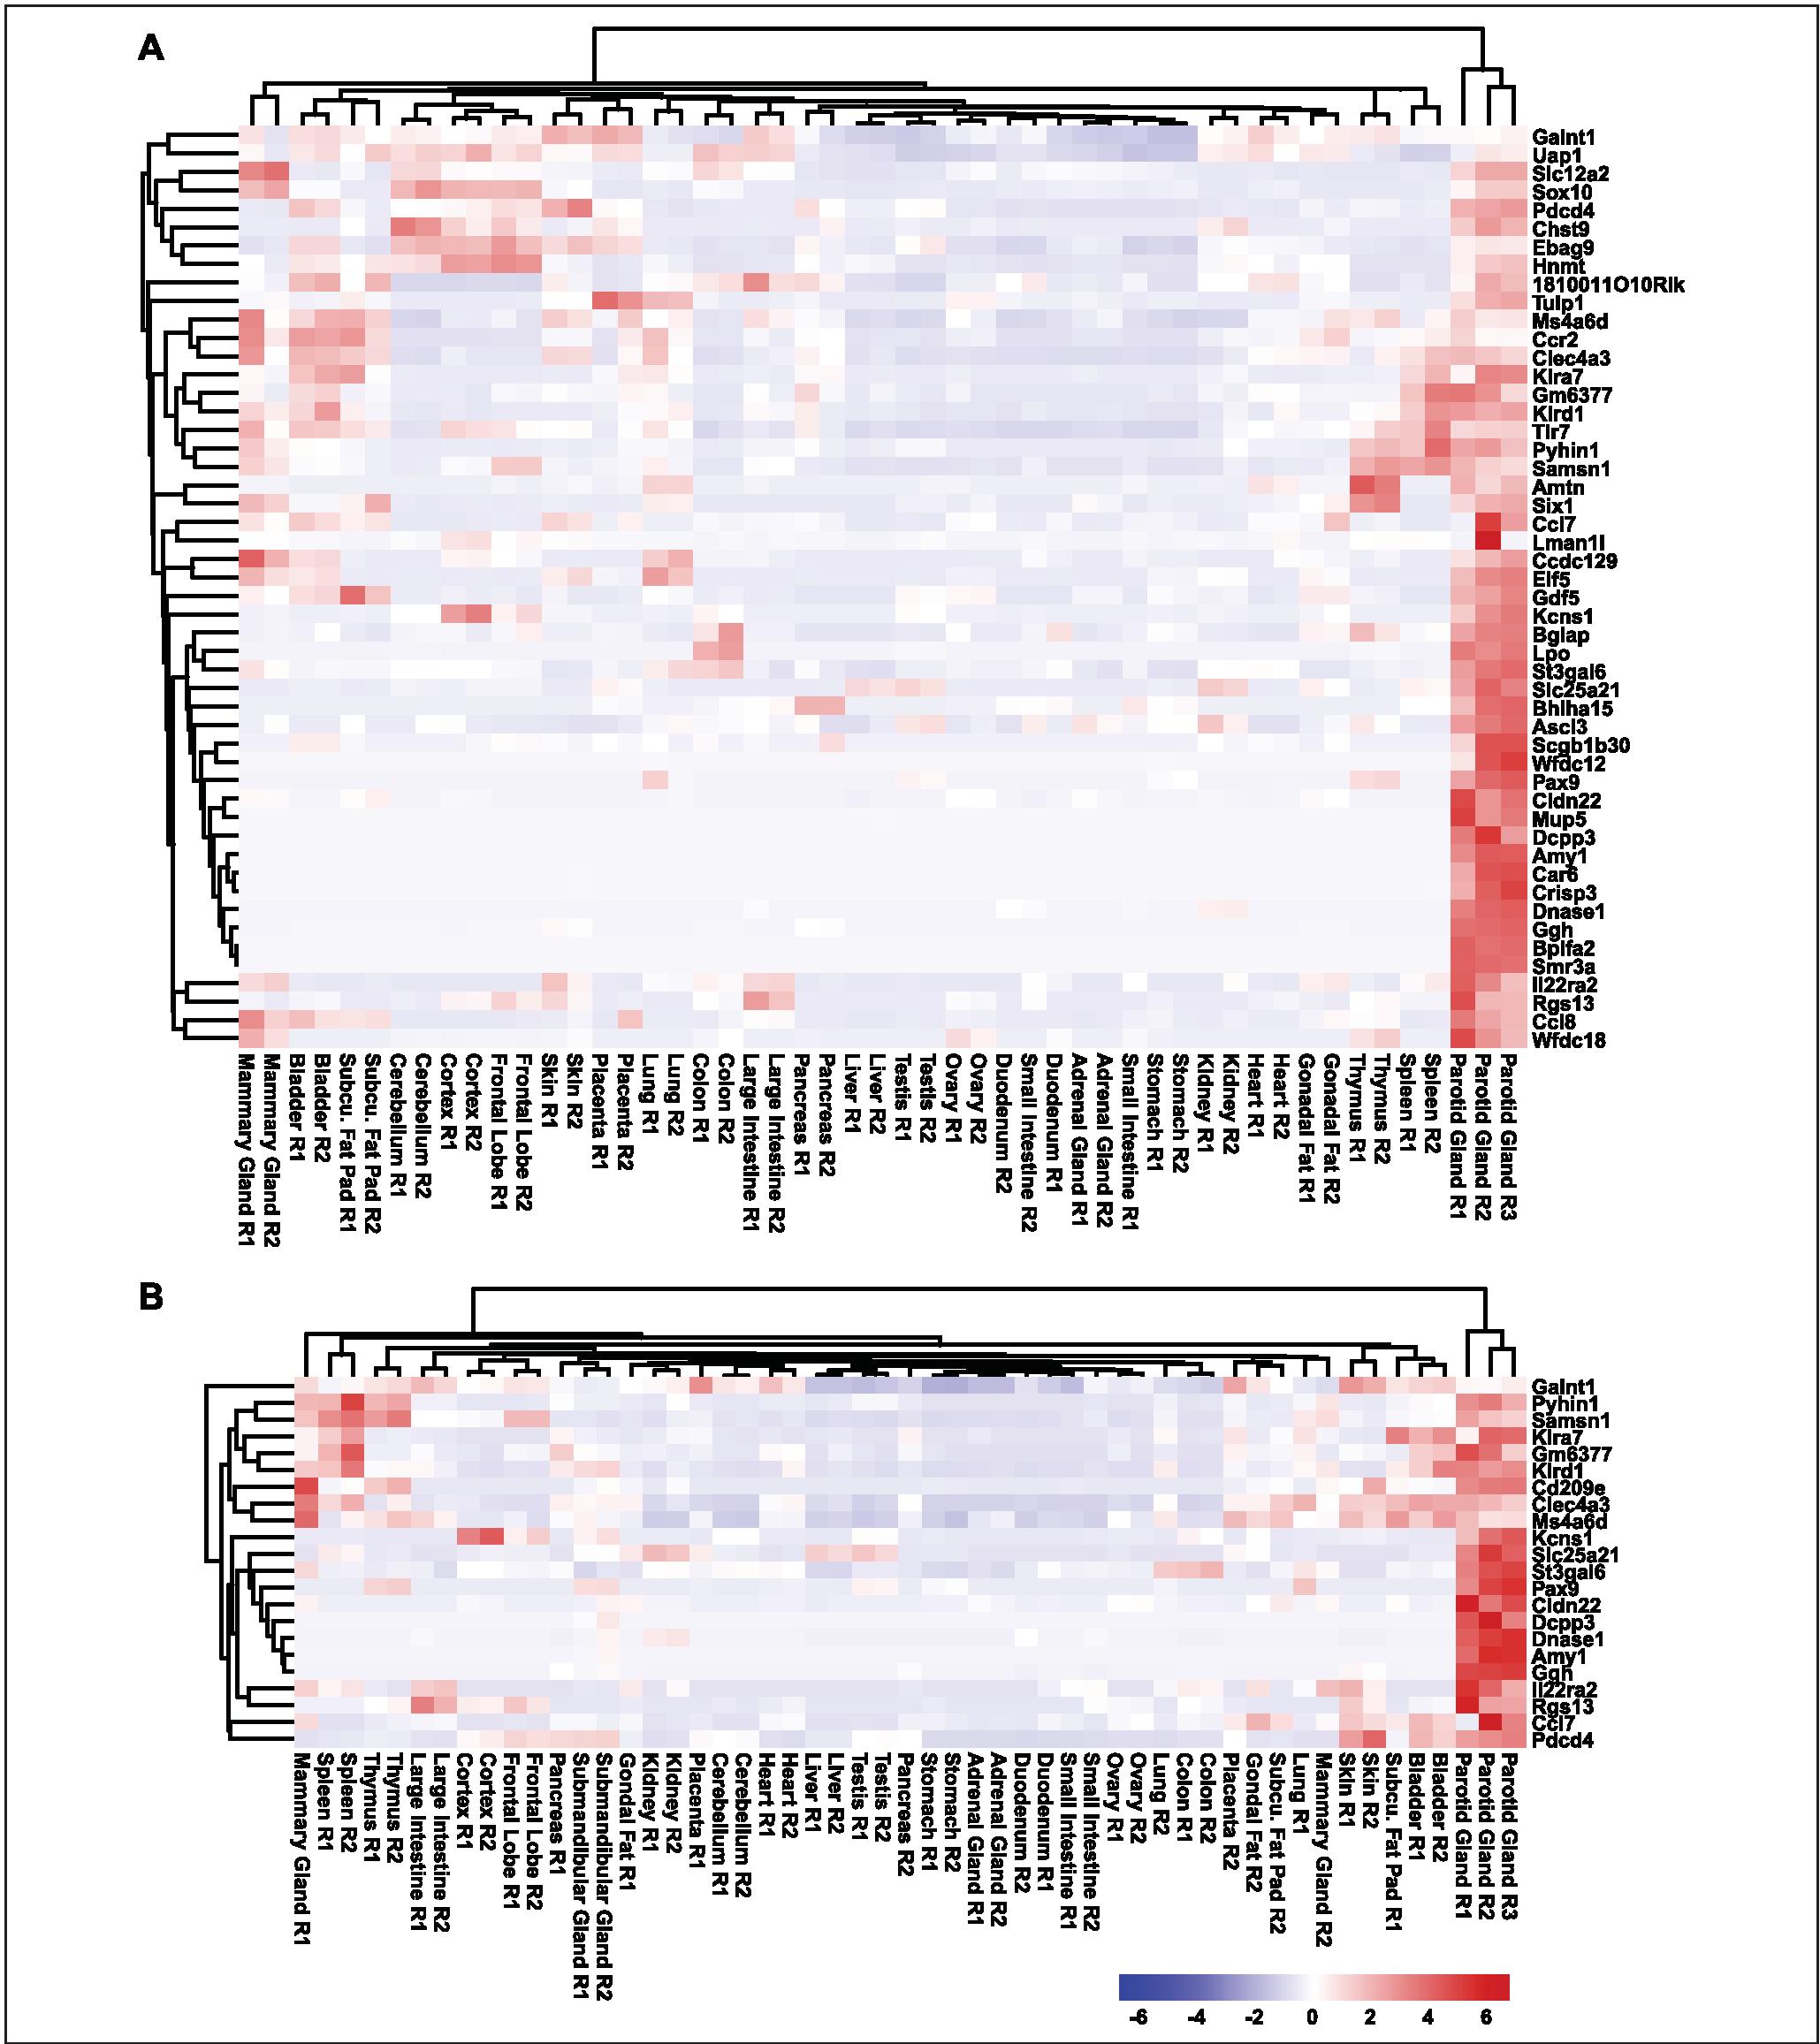 A
Galnt1
Uap1
Slc12a2
Sox10
Pdcd4
Chst9
Ebag9
Hnmt
1810011O10Rik
Tulp1
Ms4a6d
Ccr2
Clec4a3
Klra7
Gm6377
Klrd1
Tlr7
Pyhin1
Samsn1
Amtn
Six1
Ccl7
Lman1l
Ccdc129
Elf5
Gdf5
Kcns1
Bglap
Lpo
St3gal6
Slc25a21
Bhlha15
Ascl3
Scgb1b30
Wfdc12
Pax9
Cldn22
Mup5
Dcpp3
Amy1
Car6
Crisp3
Dnase1
Ggh
Bpifa2
Smr3a
Il22ra2
Rgs13
Ccl8
Wfdc18
Mammary Gland R1
Mammary Gland R2
Bladder R1
Bladder R2
Subcu. Fat Pad R1
Subcu. Fat Pad R2
Cerebellum R1
Cerebellum R2
Cortex R1
Cortex R2
Frontal Lobe R1
Frontal Lobe R2
Skin R1
Skin R2
Placenta R1
Placenta R2
Lung R1
Lung R2
Colon R1
Colon R2
Large Intestine R1
Large Intestine R2
Pancreas R1
Pancreas R2
Liver R1
Liver R2
Testis R1
Testis R2
Ovary R1
Ovary R2
Duodenum R2
Small Intestine R2
Duodenum R1
Adrenal Gland R1
Adrenal Gland R2
Small Intestine R1
Stomach R1
Stomach R2
Kidney R1
Kidney R2
Heart R1
Heart R2
Gonadal Fat R1
Gonadal Fat R2
Thymus R1
Thymus R2
Spleen R1
Spleen R2
Parotid Gland R1
Parotid Gland R2
Parotid Gland R3
B
Galnt1
Pyhin1
Samsn1
Klra7
Gm6377
Klrd1
Cd209e
Clec4a3
Ms4a6d
Kcns1
Slc25a21
St3gal6
Pax9
Cldn22
Dcpp3
Dnase1
Amy1
Ggh
Il22ra2
Rgs13
Ccl7
Pdcd4
Mammary Gland R1
Spleen R1
Spleen R2
Thymus R1
Thymus R2
Large Intestine R1
Large Intestine R2
Cortex R1
Cortex R2
Frontal Lobe R1
Frontal Lobe R2
Pancreas R1
Submandibular Gland R1
Submandibular Gland R2
Gondal Fat R1
Kidney R1
Kidney R2
Placenta R1
Cerebellum R1
Cerebellum R2
Heart R1
Heart R2
Liver R1
Liver R2
Testis R1
Testis R2
Pancreas R2
Stomach R1
Stomach R2
Adrenal Gland R1
Adrenal Gland R2
Duodenum R2
Duodenum R1
Small Intestine R1
Small Intestine R2
Ovary R1
Ovary R2
Lung R2
Colon R1
Colon R2
Placenta R2
Gondal Fat R2
Subcu. Fat Pad R2
Lung R1
Mammary Gland R2
Skin R1
Skin R2
Subcu. Fat Pad R1
Bladder R1
Bladder R2
Parotid Gland R1
Parotid Gland R2
Parotid Gland R3
-6 -4 -2 0 2 4 6